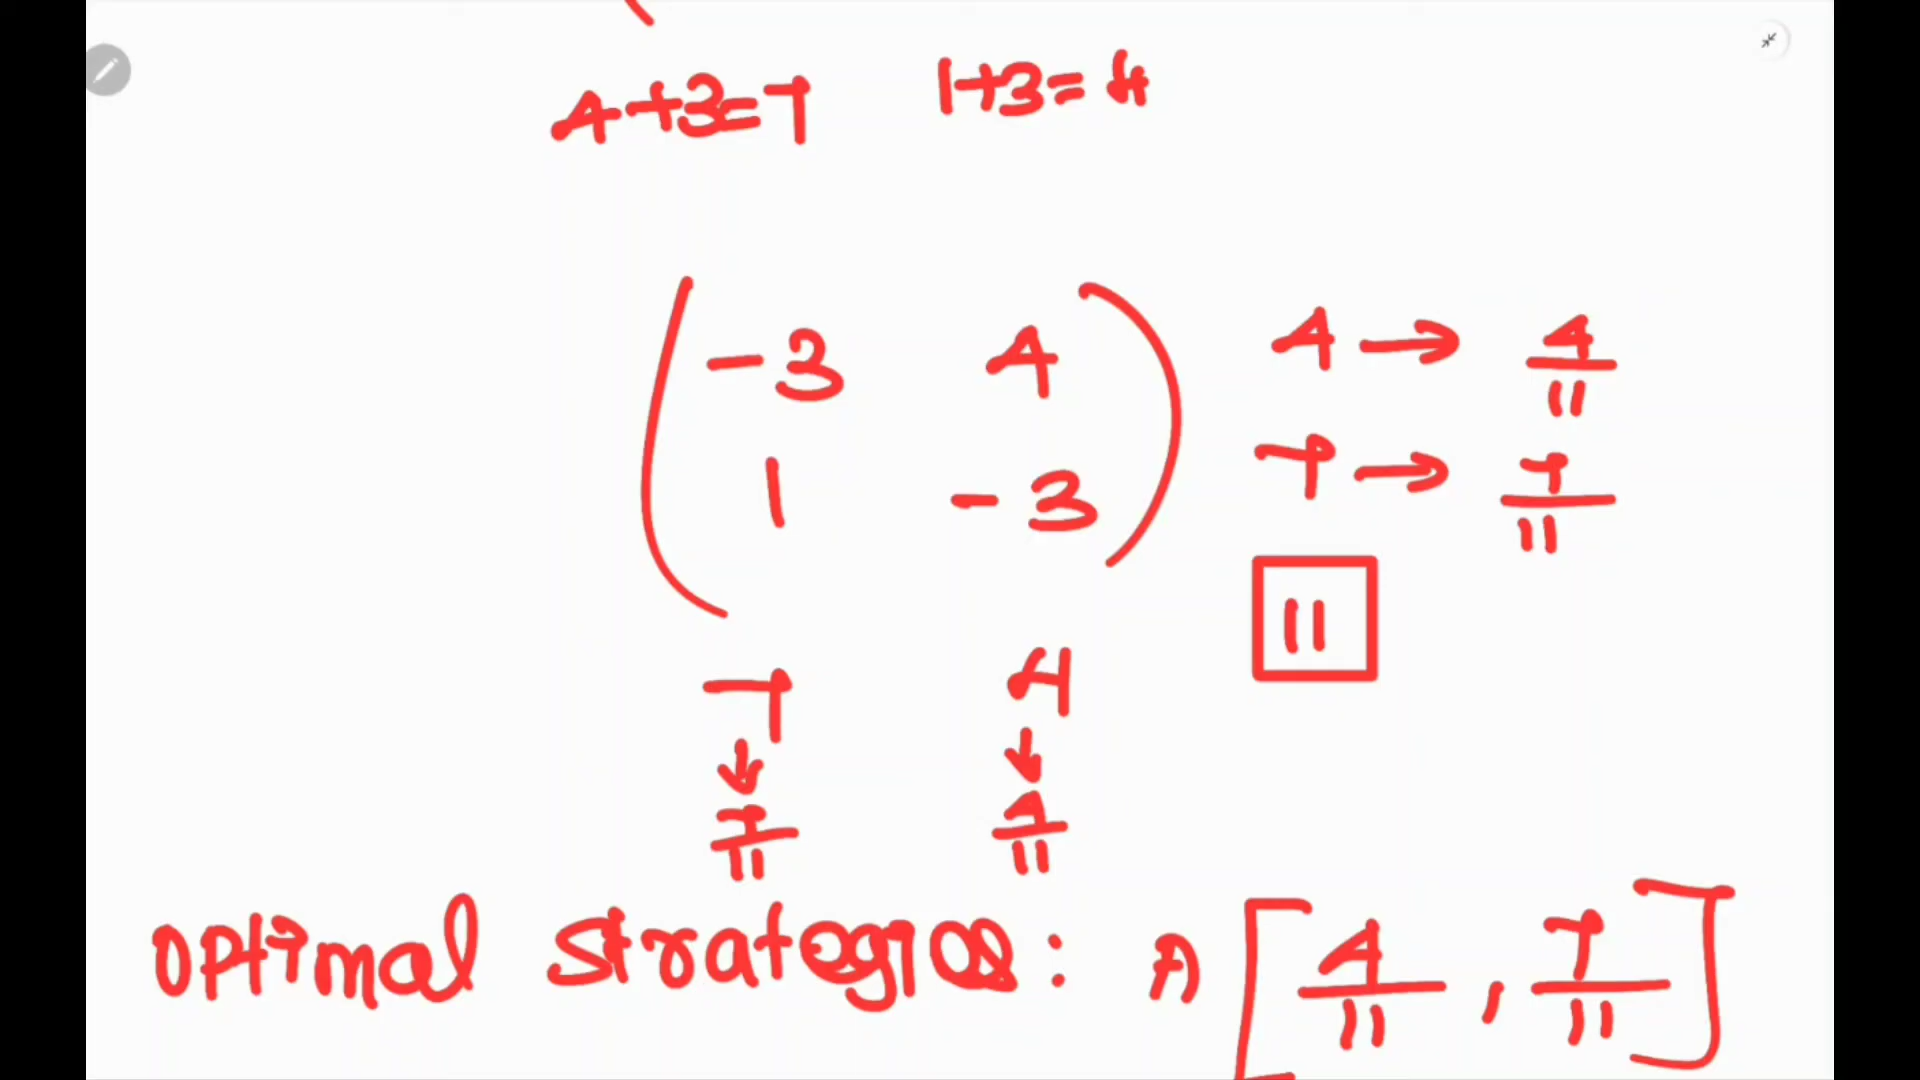 4+3=7 1+3=4
-3 4 4 → 4/11
1 -3 7 → 7/11
11
7 4
↓ ↓
7/11 4/11
optimal strategies: A [4/11, 7/11]